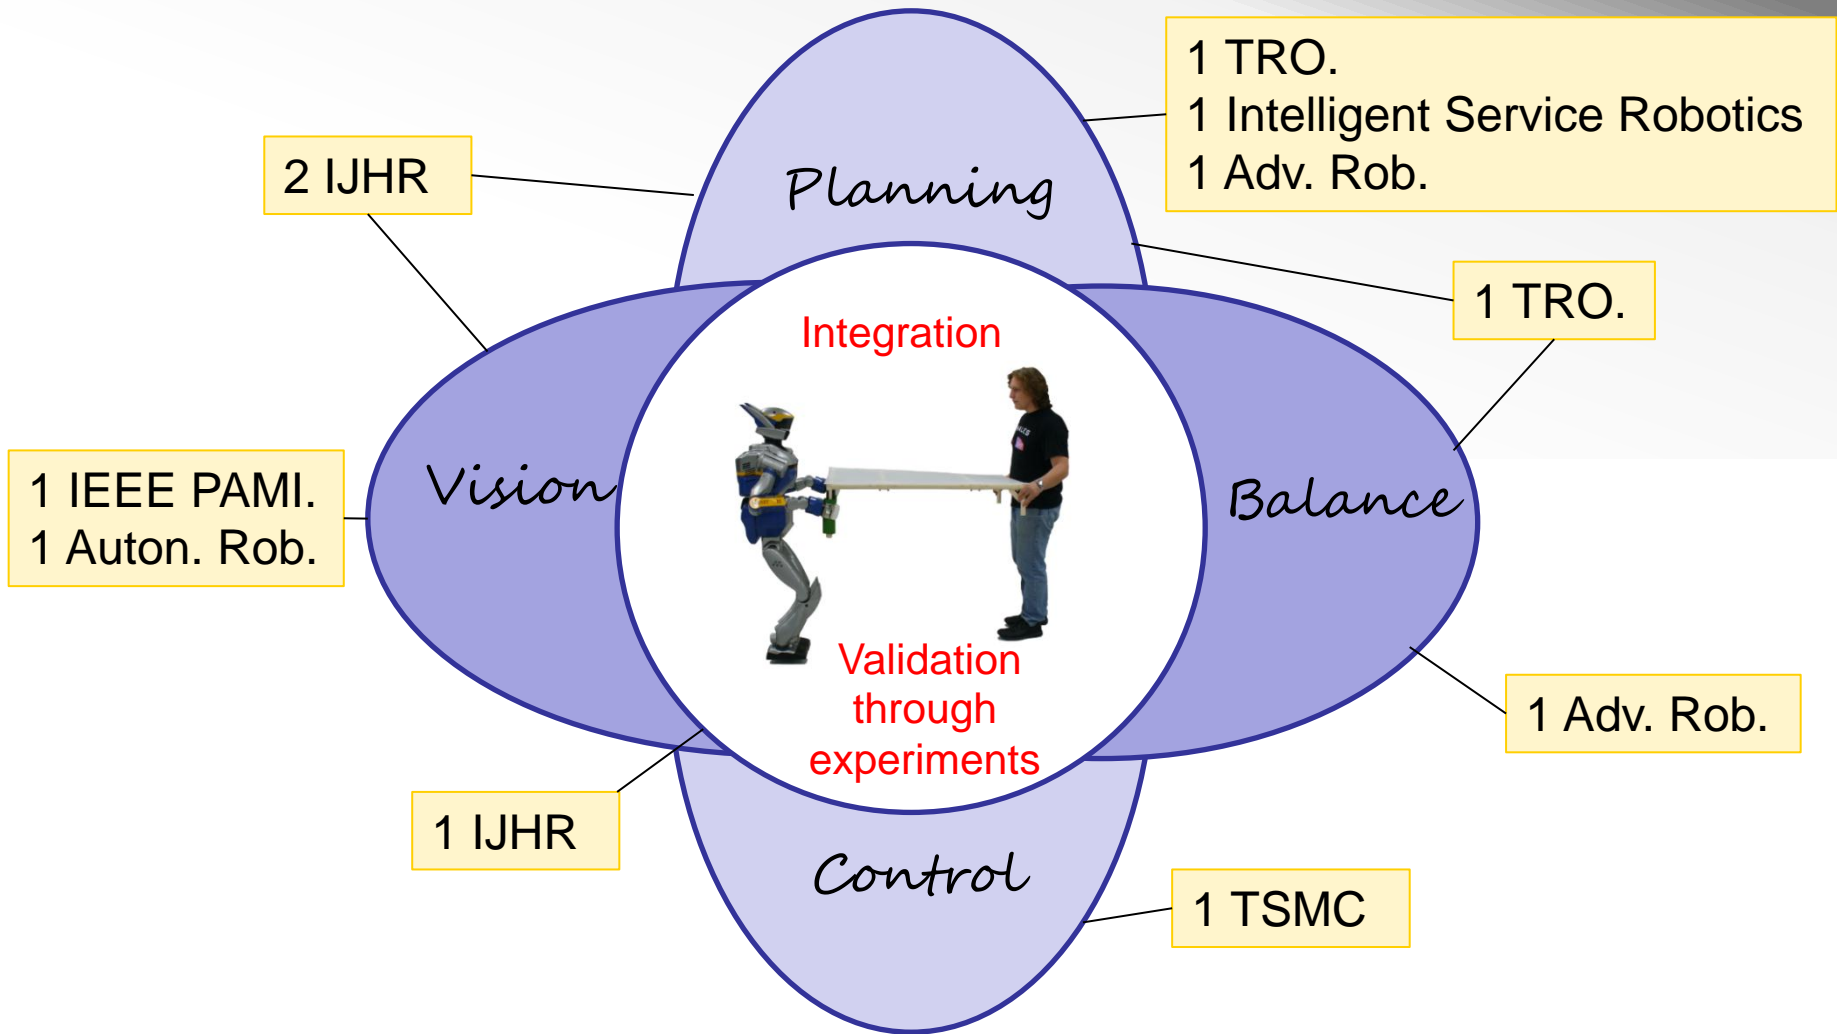 1 TRO.
1 Intelligent Service Robotics
1 Adv. Rob.
2 IJHR
Planning
1 TRO.
Integration
Vision
Balance
1 IEEE PAMI.
1 Auton. Rob.
Validation
through
experiments
1 Adv. Rob.
1 IJHR
Control
1 TSMC